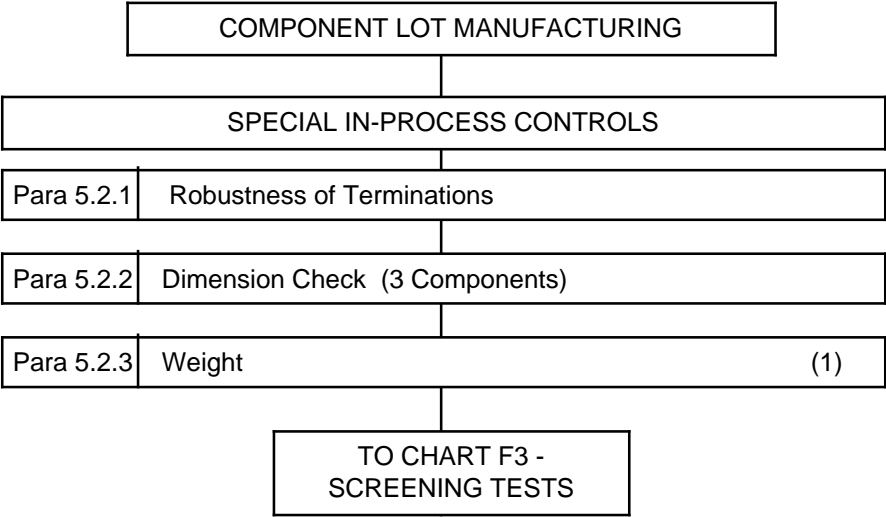 COMPONENT LOT MANUFACTURING
SPECIAL IN-PROCESS CONTROLS
Para 5.2.1 Robustness of Terminations
Para 5.2.2 Dimension Check (3 Components)
Para 5.2.3 Weight (1)
TO CHART F3 -
SCREENING TESTS